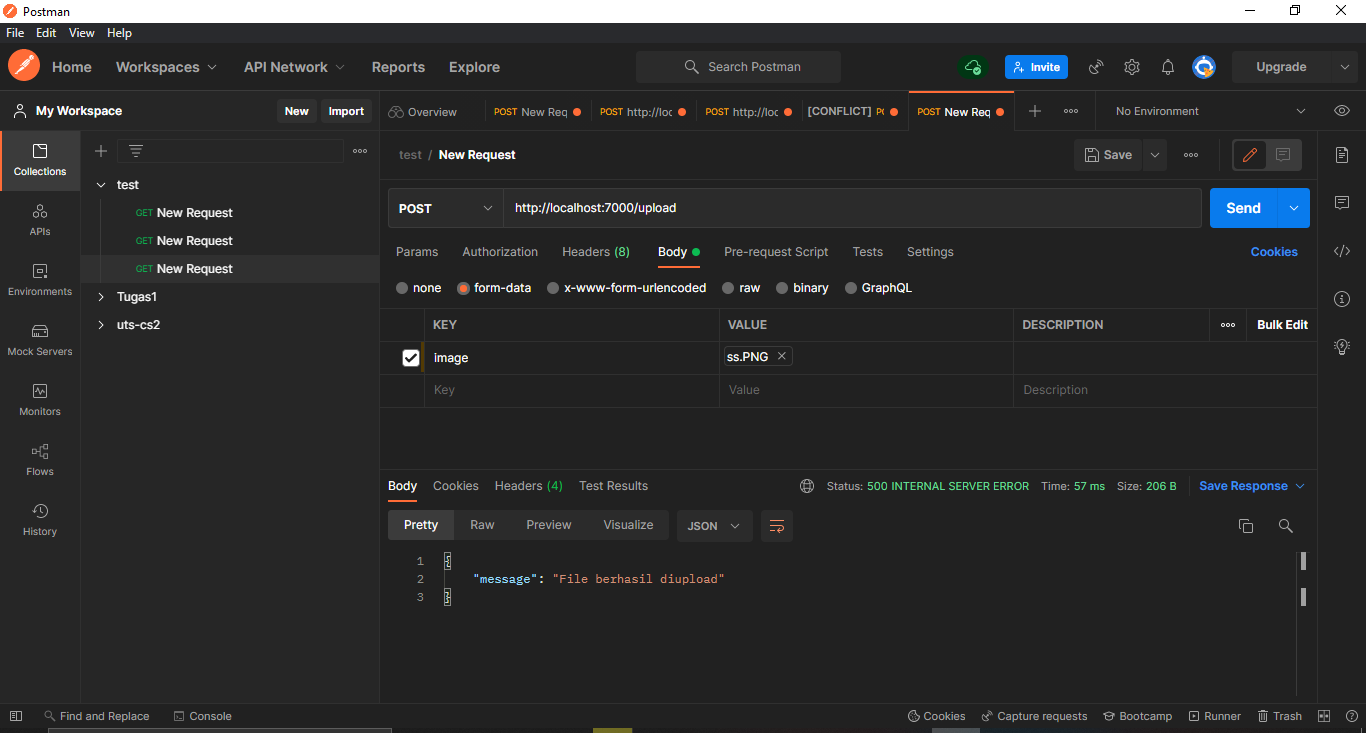 Postman
File Edit View Help
Home Workspaces API Network Reports Explore Search Postman Invite Upgrade
My Workspace New Import
Overview POST New Req POST http://loc POST http://loc [CONFLICT] PO POST New Req No Environment
test / New Request Save
Collections
test
GET New Request
GET New Request
GET New Request
Tugas1
uts-cs2
APIs
Environments
Mock Servers
Monitors
Flows
History
POST http://localhost:7000/upload Send
Params Authorization Headers (8) Body Pre-request Script Tests Settings Cookies
none form-data x-www-form-urlencoded raw binary GraphQL
KEY VALUE DESCRIPTION Bulk Edit
image ss.PNG
Key Value Description
Body Cookies Headers (4) Test Results Status: 500 INTERNAL SERVER ERROR Time: 57 ms Size: 206 B Save Response
Pretty Raw Preview Visualize JSON
1 {
2 "message": "File berhasil diupload"
3 }
Find and Replace Console Cookies Capture requests Bootcamp Runner Trash